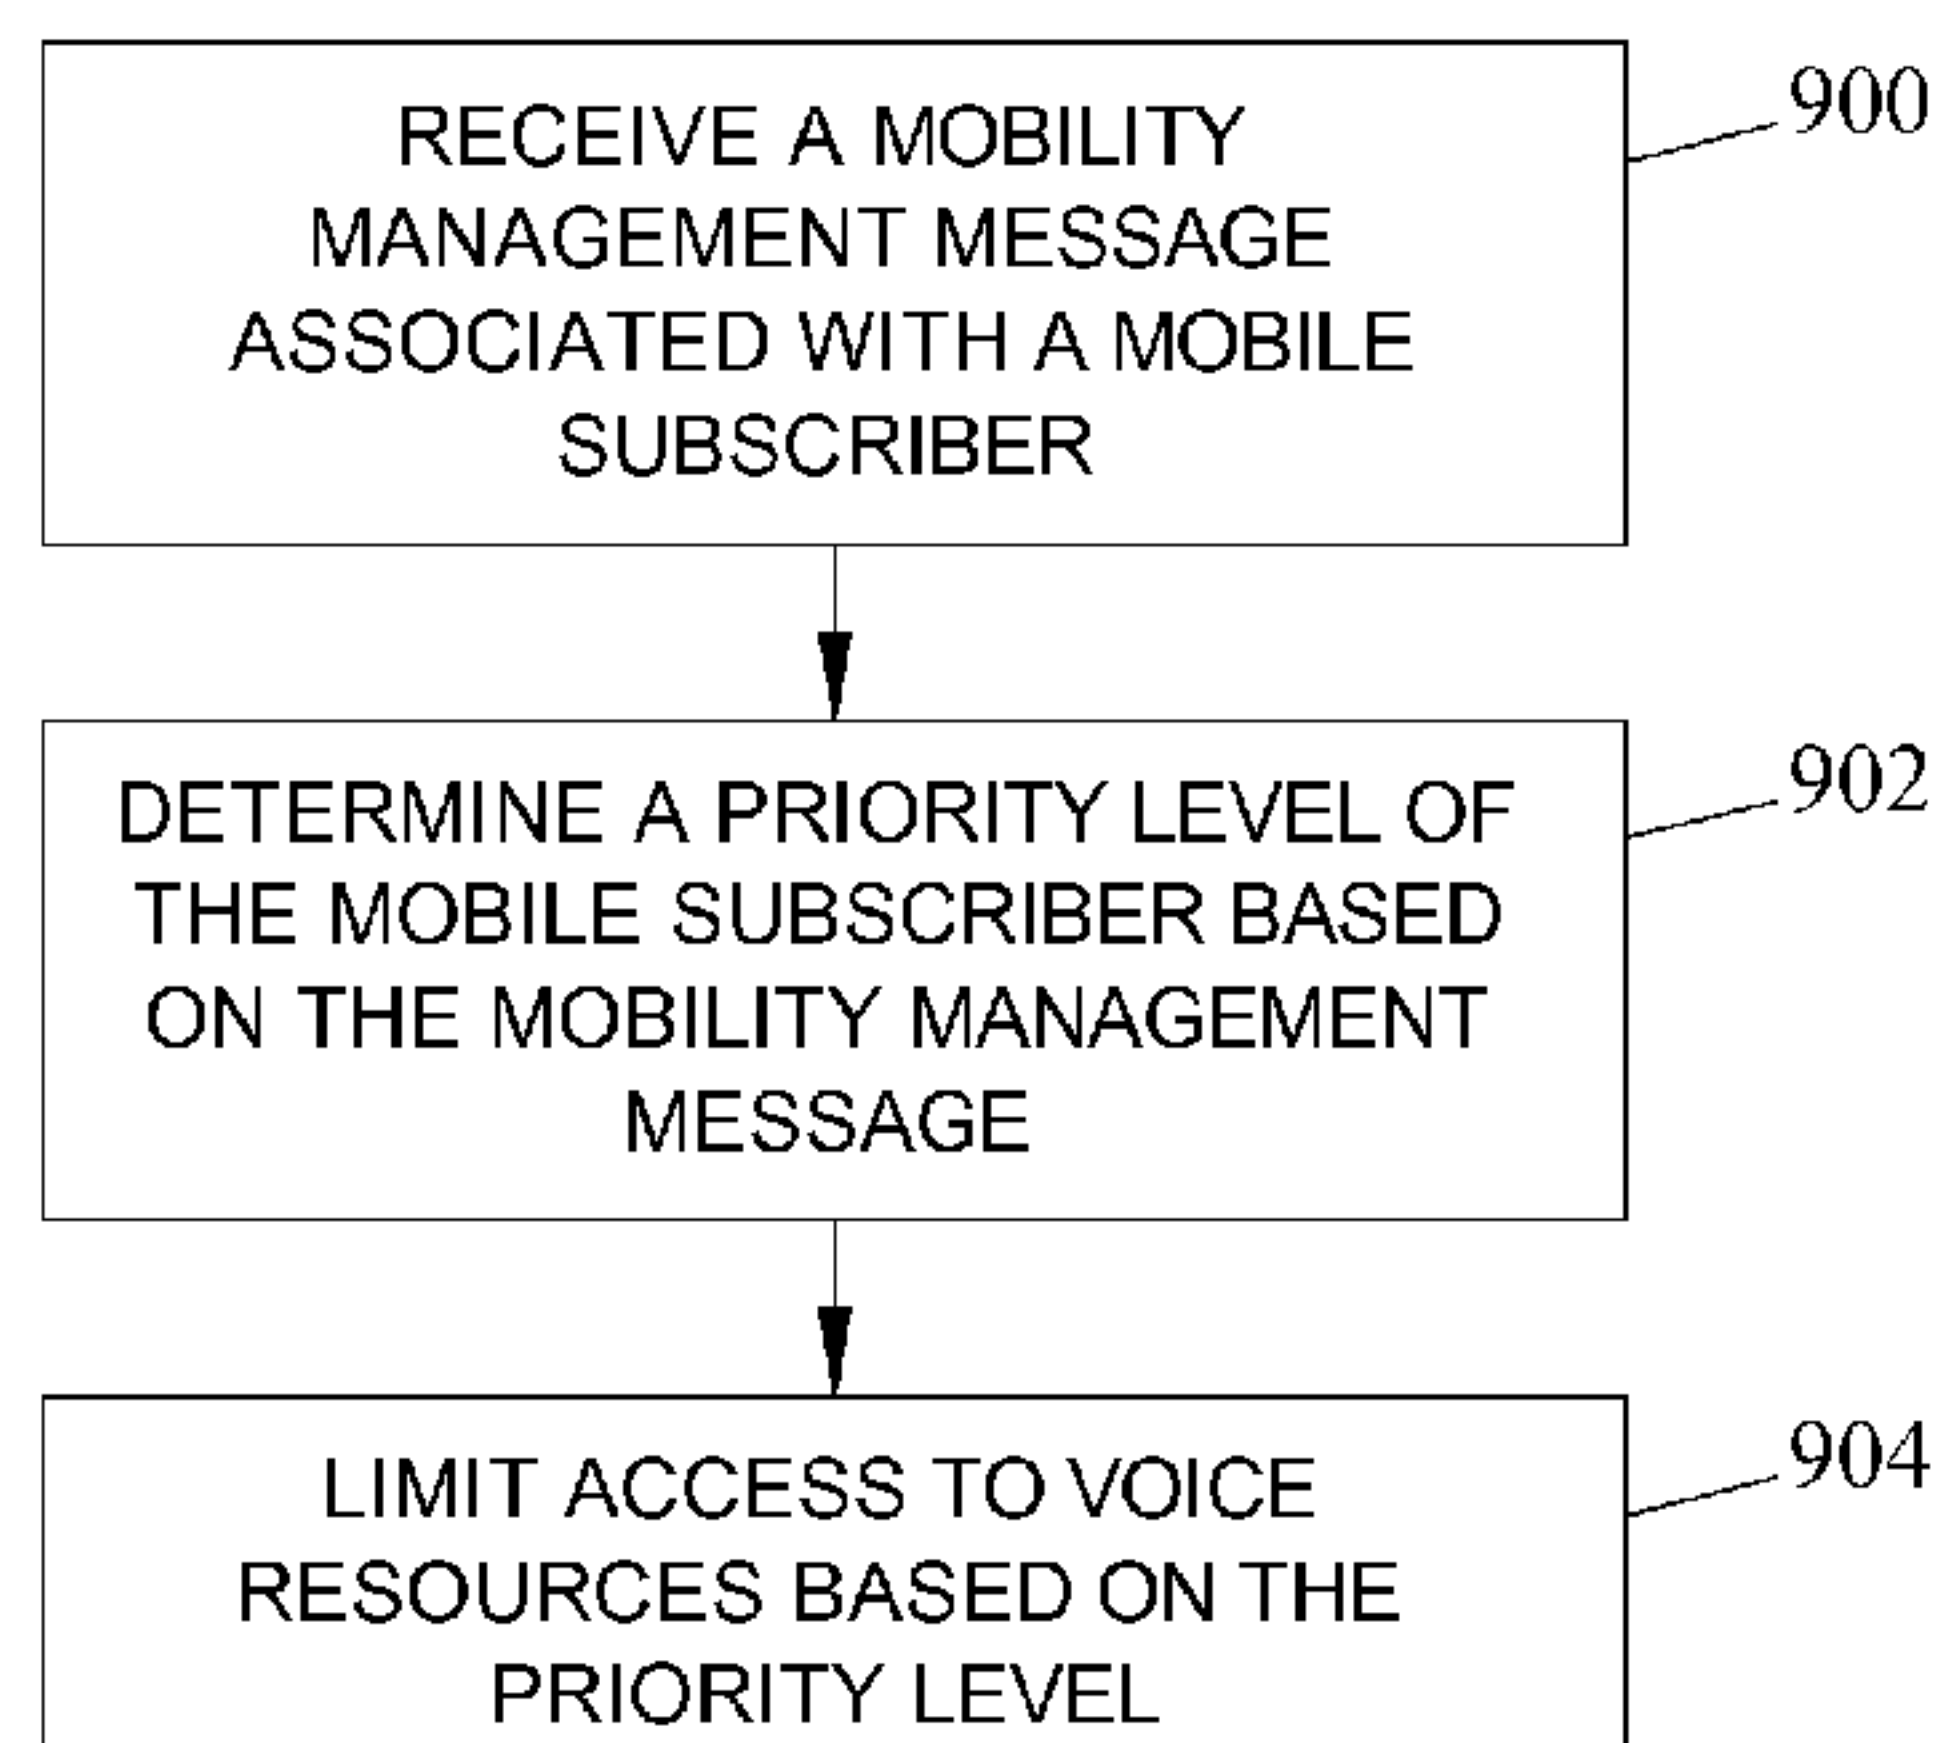 RECEIVE A MOBILITY
MANAGEMENT MESSAGE
ASSOCIATED WITH A MOBILE
SUBSCRIBER
900
DETERMINE A PRIORITY LEVEL OF
THE MOBILE SUBSCRIBER BASED
ON THE MOBILITY MANAGEMENT
MESSAGE
902
LIMIT ACCESS TO VOICE
RESOURCES BASED ON THE
PRIORITY LEVEL
904